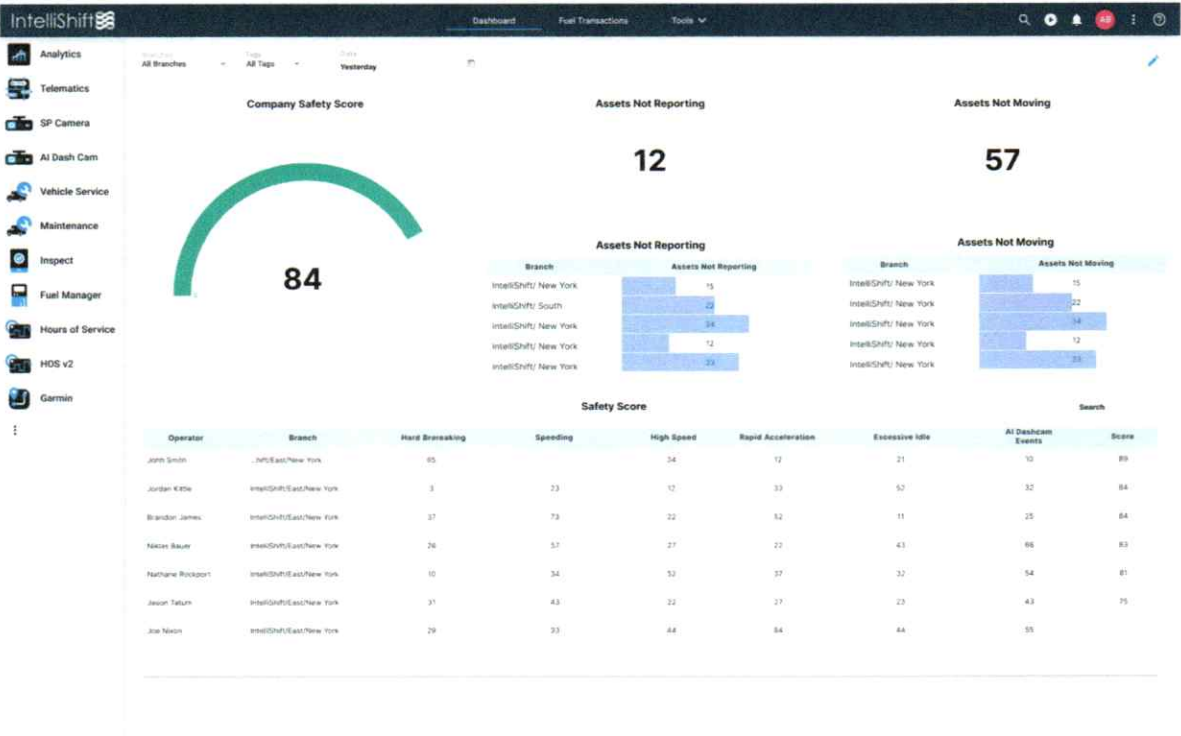 IntelliShift Dashboard Fuel Transactions Tools AB
Analytics
Telematics
SP Camera
AI Dash Cam
Vehicle Service
Maintenance
Inspect
Fuel Manager
Hours of Service
HOS v2
Garmin
Tags
Date
All Branches All Tags Yesterday
Company Safety Score
84
Assets Not Reporting
12
Assets Not Moving
57
Assets Not Reporting
Branch Assets Not Reporting
IntelliShift/ New York 15
IntelliShift/ South 22
IntelliShift/ New York 34
IntelliShift/ New York 12
IntelliShift/ New York 33
Assets Not Moving
Branch Assets Not Moving
IntelliShift/ New York 15
IntelliShift/ New York 22
IntelliShift/ New York 34
IntelliShift/ New York 12
IntelliShift/ New York 33
Safety Score Search
Operator Branch Hard Brereaking Speeding High Speed Rapid Acceleration Excessive Idle AI Dashcam Events Score
John Smith ...hift/East/New York 65 34 12 21 10 89
Jordan Kittle IntelliShift/East/New York 3 23 12 33 52 32 84
Brandon James IntelliShift/East/New York 37 73 22 52 11 25 84
Niklas Bauer IntelliShift/East/New York 26 57 27 22 43 66 83
Nathane Rockport IntelliShift/East/New York 10 34 52 37 32 54 81
Jason Tatum IntelliShift/East/New York 31 43 22 27 23 43 75
Joe Nixon IntelliShift/East/New York 29 33 44 84 44 55